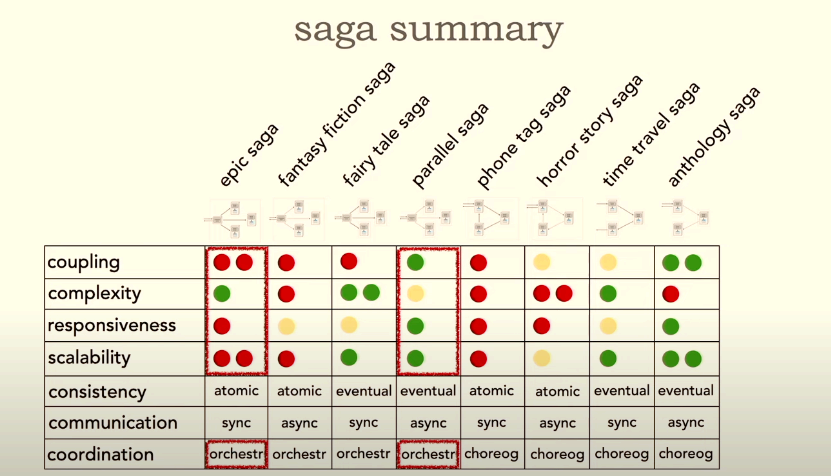 saga summary
epic saga
fantasy fiction saga
fairy tale saga
parallel saga
phone tag saga
horror story saga
time travel saga
anthology saga
coupling
complexity
responsiveness
scalability
consistency atomic atomic eventual eventual atomic atomic eventual eventual
communication sync async sync async sync async sync async
coordination orchestr orchestr orchestr orchestr choreog choreog choreog choreog